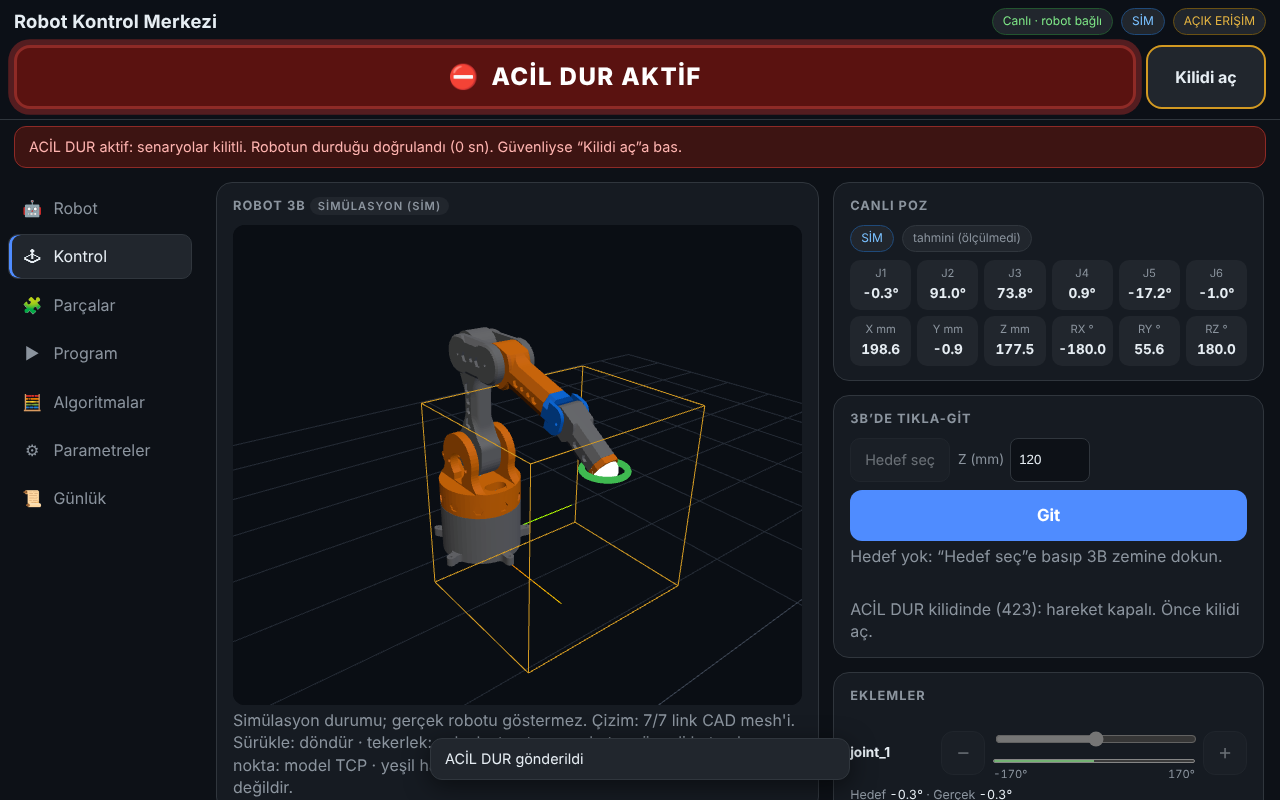 Robot Kontrol Merkezi
Canlı · robot bağlı
SİM
AÇIK ERİŞİM
ACİL DUR AKTİF
Kilidi aç
ACİL DUR aktif: senaryolar kilitli. Robotun durduğu doğrulandı (0 sn). Güvenliyse “Kilidi aç”a bas.
Robot
Kontrol
Parçalar
Program
Algoritmalar
Parametreler
Günlük
ROBOT 3B
SİMÜLASYON (SİM)
Simülasyon durumu; gerçek robotu göstermez. Çizim: 7/7 link CAD mesh'i.
Sürükle: döndür · tekerlek:
nokta: model TCP · yeşil
değildir.
ACİL DUR gönderildi
CANLI POZ
SİM
tahmini (ölçülmedi)
J1 J2 J3 J4 J5 J6
-0.3° 91.0° 73.8° 0.9° -17.2° -1.0°
X mm Y mm Z mm RX ° RY ° RZ °
198.6 -0.9 177.5 -180.0 55.6 180.0
3B’DE TIKLA-GİT
Hedef seç
Z (mm)
120
Git
Hedef yok: “Hedef seç”e basıp 3B zemine dokun.
ACİL DUR kilidinde (423): hareket kapalı. Önce kilidi
aç.
EKLEMLER
joint_1
−
+
-170° 170°
Hedef -0.3° · Gerçek -0.3°